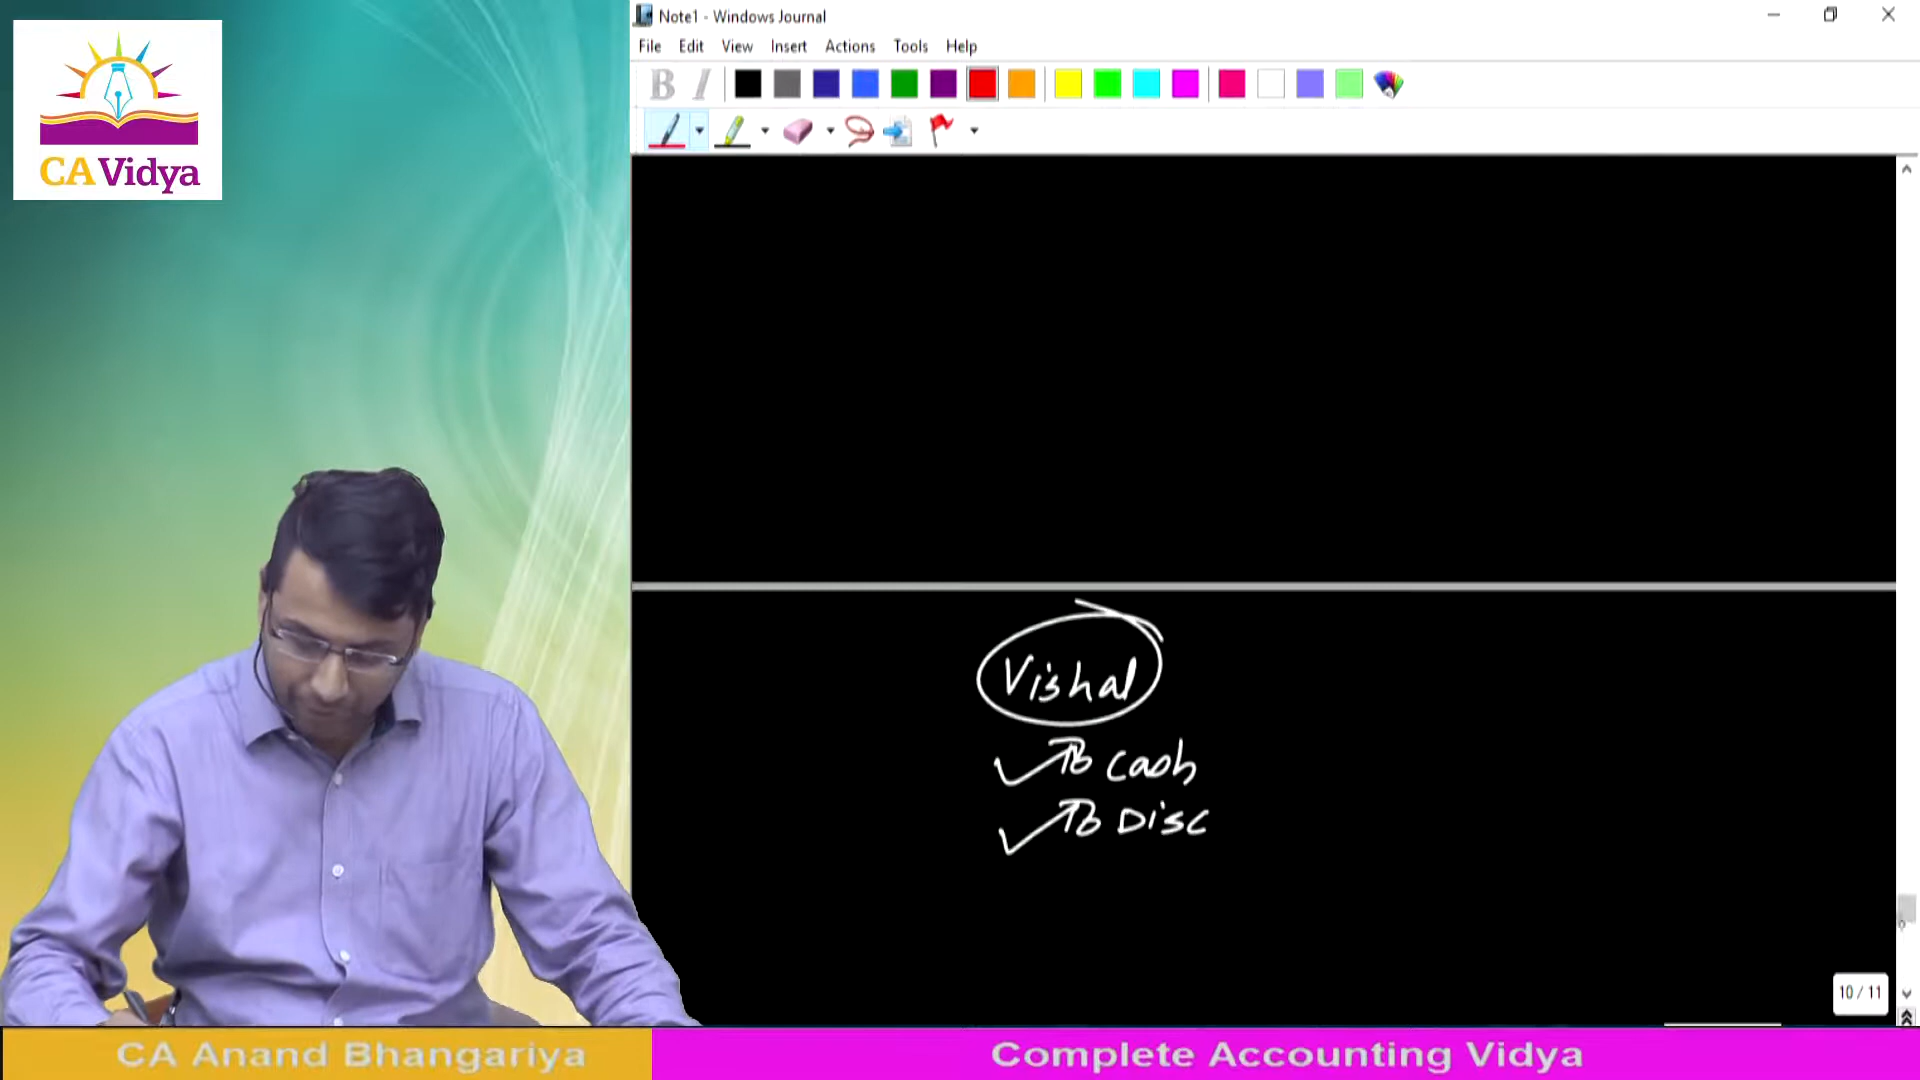 CA Vidya
Note1 - Windows Journal
File Edit View Insert Actions Tools Help
B I
Vishal
To Cash
To Disc
10 / 11
CA Anand Bhangariya
Complete Accounting Vidya